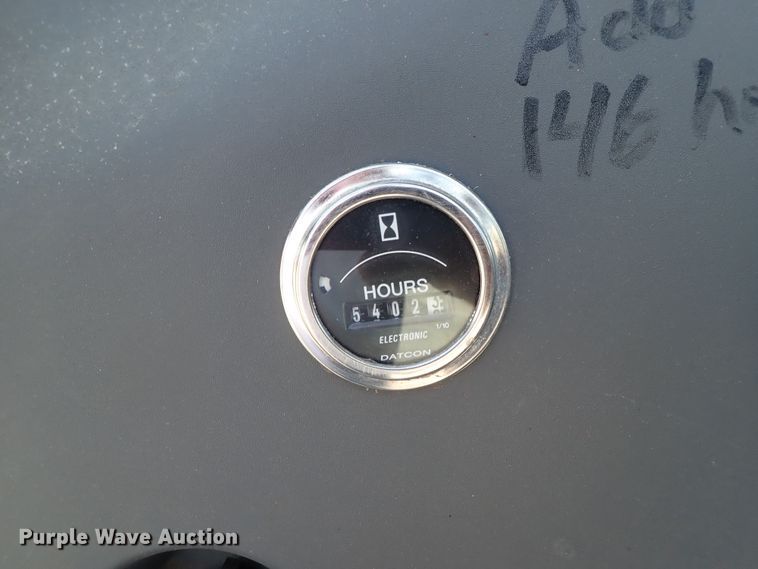 Add
146
HOURS
5402
ELECTRONIC 1/10
DATCON
Purple Wave Auction